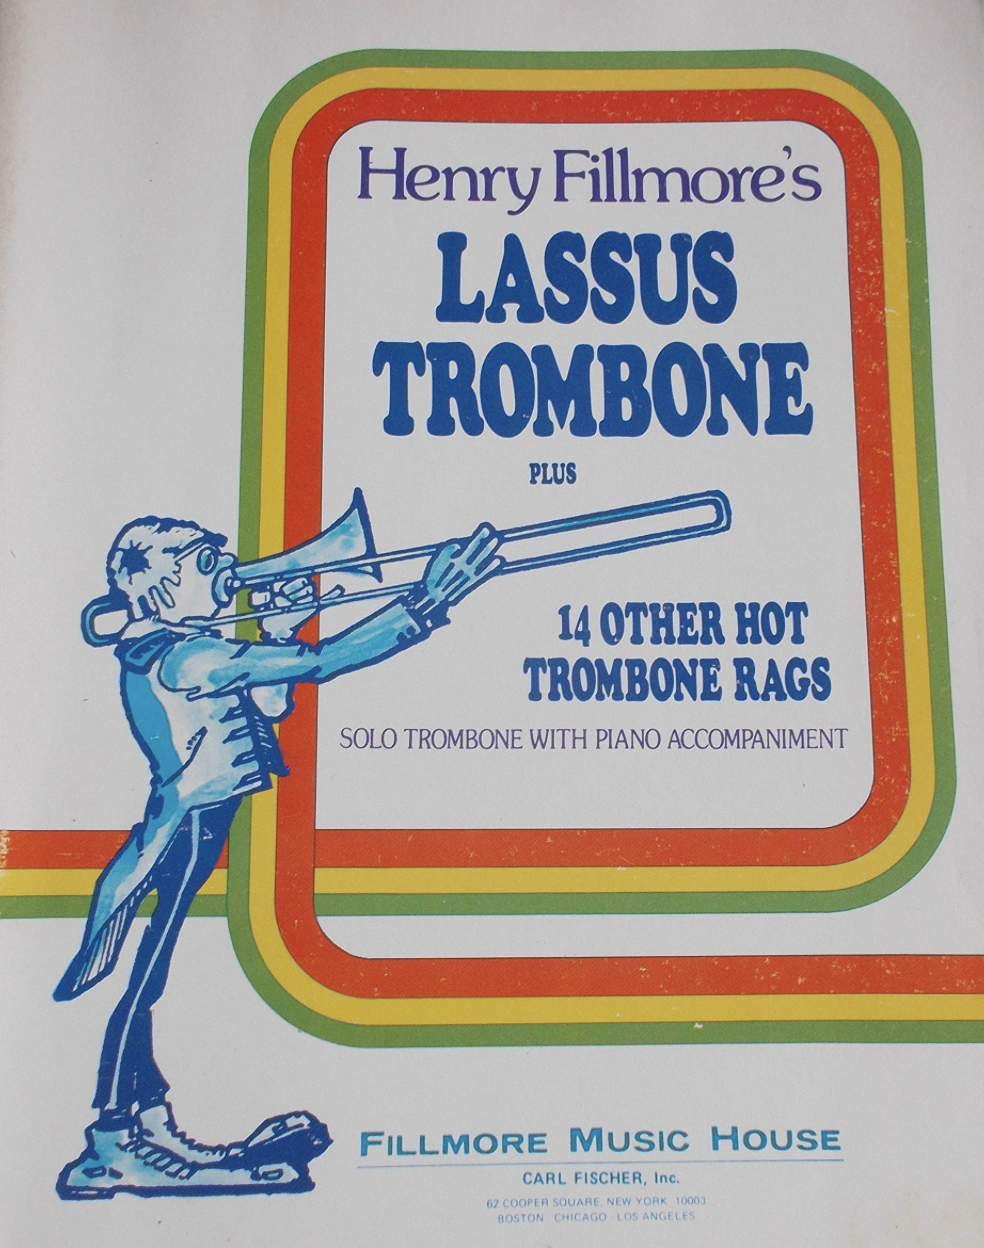 Henry Fillmore's
LASSUS
TROMBONE
PLUS
14 OTHER HOT
TROMBONE RAGS
SOLO TROMBONE WITH PIANO ACCOMPANIMENT
FILLMORE MUSIC HOUSE
CARL FISCHER, Inc.
62 COOPER SQUARE, NEW YORK 10003
BOSTON CHICAGO LOS ANGELES